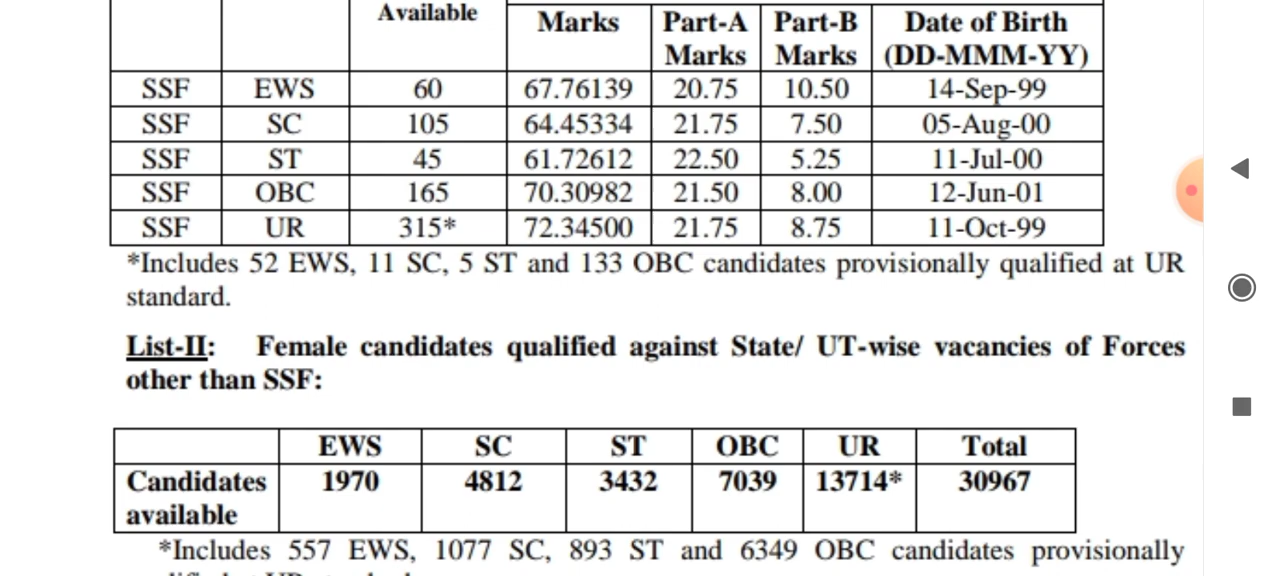 Available
Marks Part-A Part-B Date of Birth
Marks Marks (DD-MMM-YY)
SSF EWS 60 67.76139 20.75 10.50 14-Sep-99
SSF SC 105 64.45334 21.75 7.50 05-Aug-00
SSF ST 45 61.72612 22.50 5.25 11-Jul-00
SSF OBC 165 70.30982 21.50 8.00 12-Jun-01
SSF UR 315* 72.34500 21.75 8.75 11-Oct-99
*Includes 52 EWS, 11 SC, 5 ST and 133 OBC candidates provisionally qualified at UR
standard.
List-II: Female candidates qualified against State/ UT-wise vacancies of Forces
other than SSF:
EWS SC ST OBC UR Total
Candidates 1970 4812 3432 7039 13714* 30967
available
*Includes 557 EWS, 1077 SC, 893 ST and 6349 OBC candidates provisionally